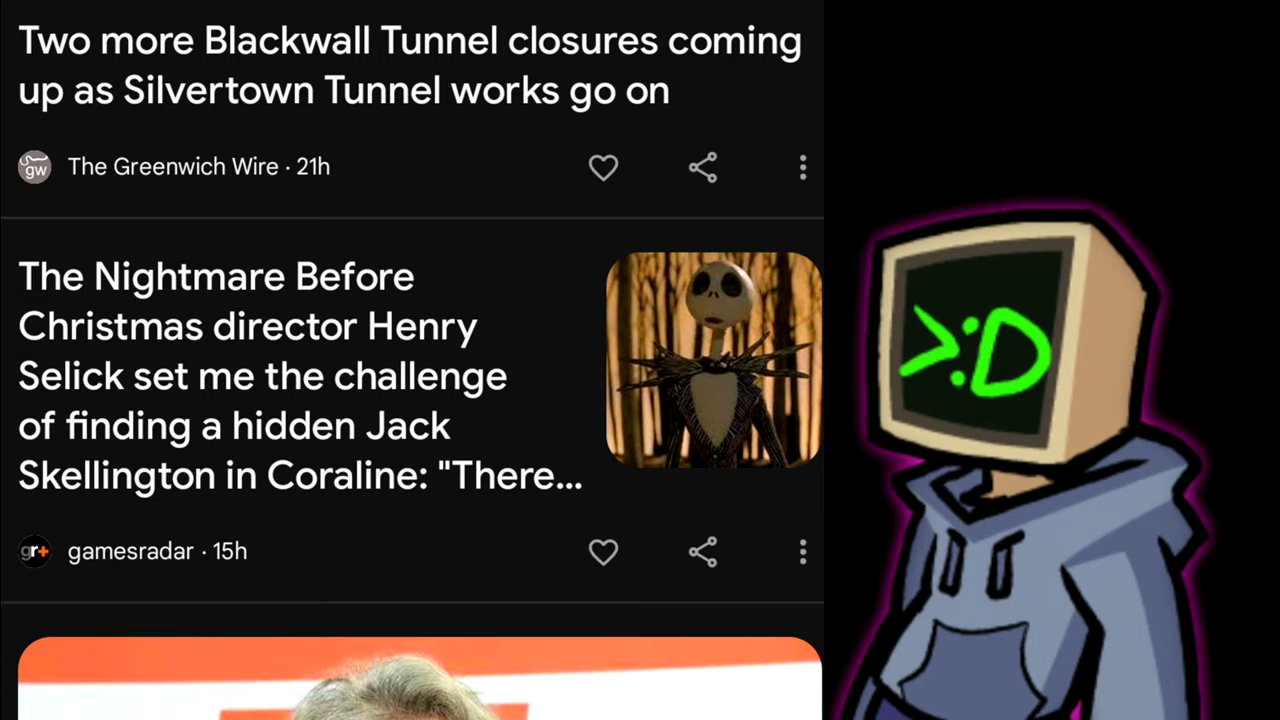 Two more Blackwall Tunnel closures coming
up as Silvertown Tunnel works go on
gw
The Greenwich Wire · 21h
The Nightmare Before
Christmas director Henry
Selick set me the challenge
of finding a hidden Jack
Skellington in Coraline: "There...
gr+
gamesradar · 15h
>:D